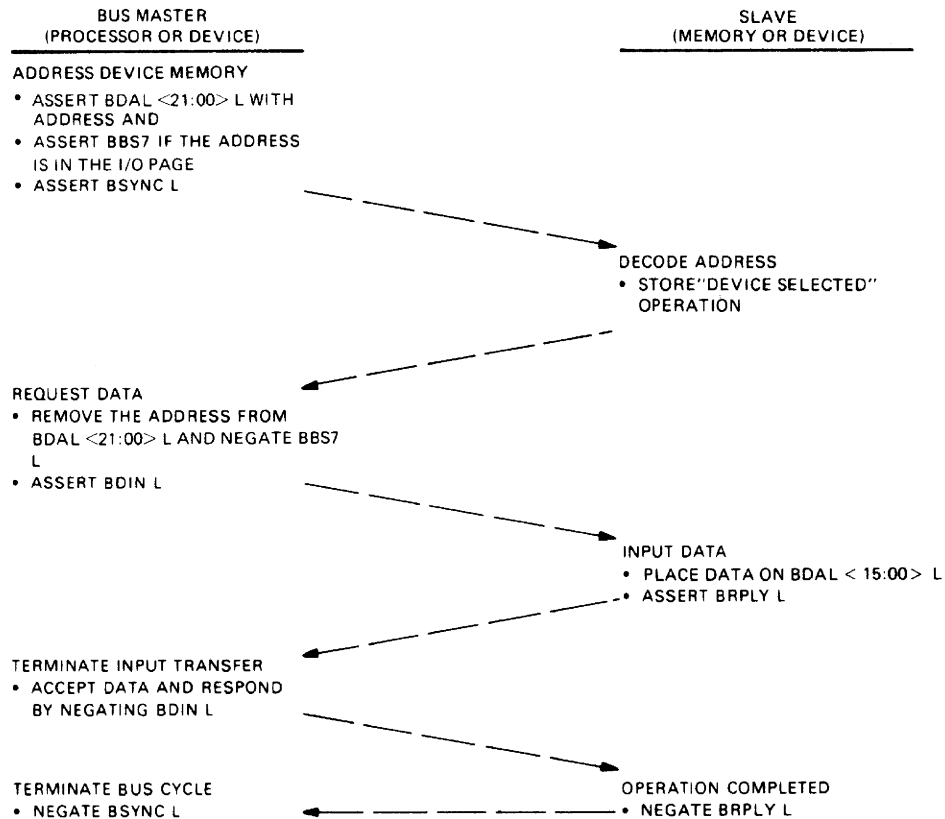 BUS MASTER
(PROCESSOR OR DEVICE)
SLAVE
(MEMORY OR DEVICE)
ADDRESS DEVICE MEMORY
• ASSERT BDAL <21:00> L WITH
ADDRESS AND
• ASSERT BBS7 IF THE ADDRESS
IS IN THE I/O PAGE
• ASSERT BSYNC L
DECODE ADDRESS
• STORE"DEVICE SELECTED"
OPERATION
REQUEST DATA
• REMOVE THE ADDRESS FROM
BDAL <21:00> L AND NEGATE BBS7
L
• ASSERT BDIN L
INPUT DATA
• PLACE DATA ON BDAL < 15:00> L
• ASSERT BRPLY L
TERMINATE INPUT TRANSFER
• ACCEPT DATA AND RESPOND
BY NEGATING BDIN L
OPERATION COMPLETED
• NEGATE BRPLY L
TERMINATE BUS CYCLE
• NEGATE BSYNC L